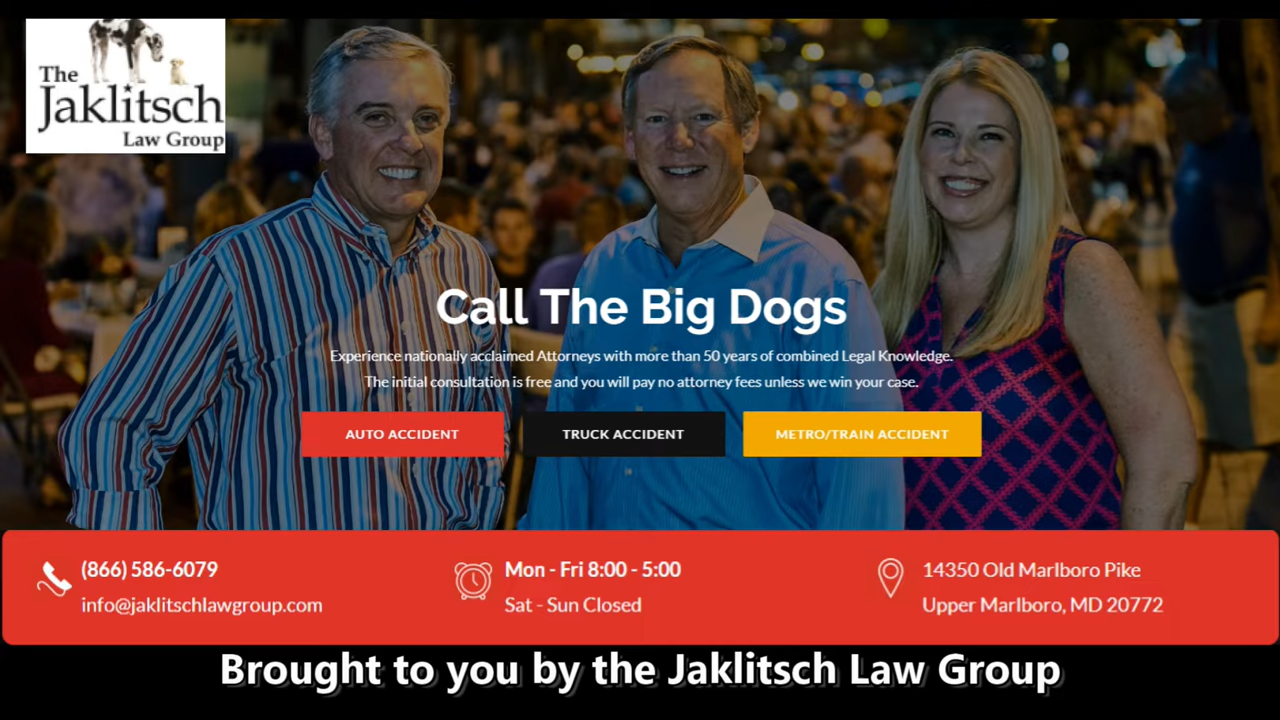 The
Jaklitsch
Law Group
Call The Big Dogs
Experience nationally acclaimed Attorneys with more than 50 years of combined Legal Knowledge.
The initial consultation is free and you will pay no attorney fees unless we win your case.
AUTO ACCIDENT
TRUCK ACCIDENT
METRO/TRAIN ACCIDENT
(866) 586-6079
info@jaklitschlawgroup.com
Mon - Fri 8:00 - 5:00
Sat - Sun Closed
14350 Old Marlboro Pike
Upper Marlboro, MD 20772
Brought to you by the Jaklitsch Law Group